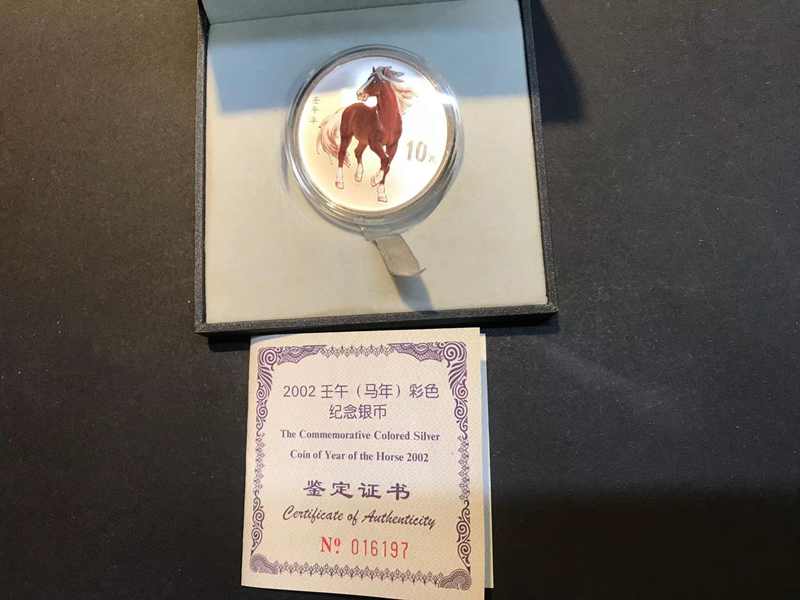 壬午年
10元
2002 壬午（马年）彩色
纪念银币
The Commemorative Colored Silver
Coin of Year of the Horse 2002
鉴定证书
Certificate of Authenticity
Nº 016197